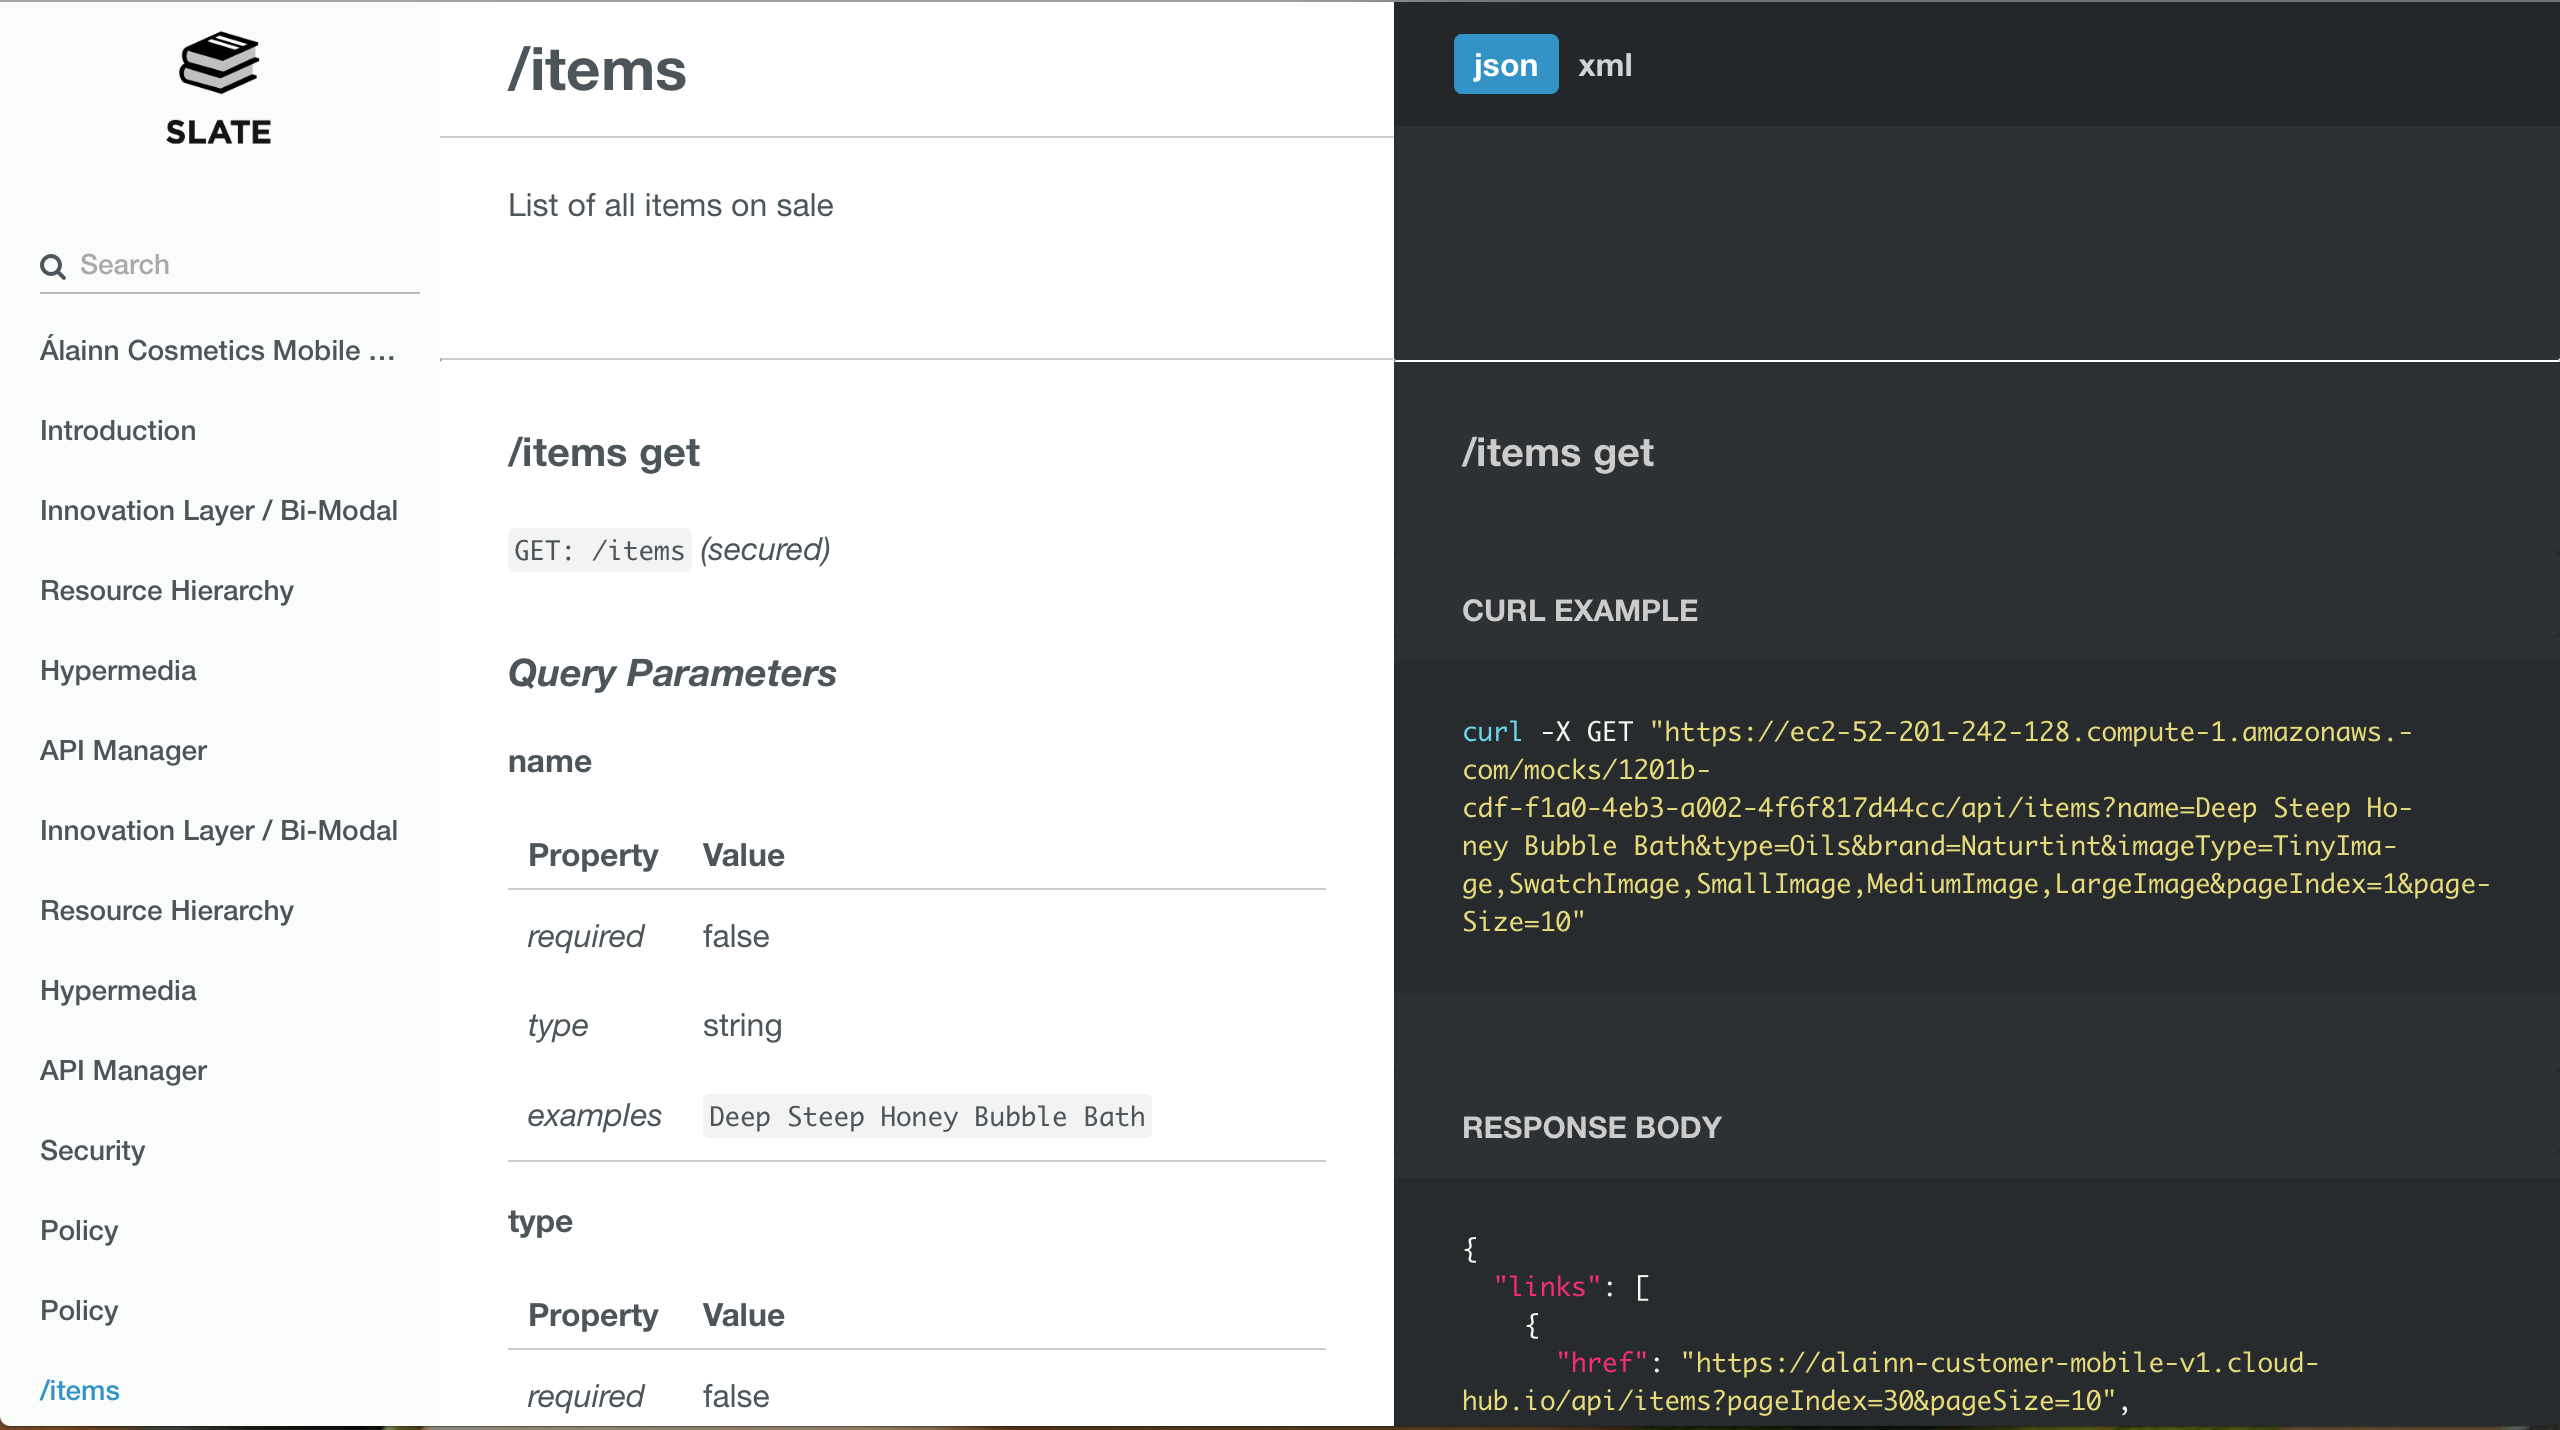 SLATE
Search
Álainn Cosmetics Mobile ...
Introduction
Innovation Layer / Bi-Modal
Resource Hierarchy
Hypermedia
API Manager
Innovation Layer / Bi-Modal
Resource Hierarchy
Hypermedia
API Manager
Security
Policy
Policy
/items
/items
List of all items on sale
/items get
GET: /items (secured)
Query Parameters
name
Property Value
required false
type string
examples Deep Steep Honey Bubble Bath
type
Property Value
required false
json xml
/items get
CURL EXAMPLE
curl -X GET "https://ec2-52-201-242-128.compute-1.amazonaws.-
com/mocks/1201b-
cdf-f1a0-4eb3-a002-4f6f817d44cc/api/items?name=Deep Steep Ho-
ney Bubble Bath&type=Oils&brand=Naturtint&imageType=TinyIma-
ge,SwatchImage,SmallImage,MediumImage,LargeImage&pageIndex=1&page-
Size=10"
RESPONSE BODY
{
"links": [
{
"href": "https://alainn-customer-mobile-v1.cloud-
hub.io/api/items?pageIndex=30&pageSize=10",